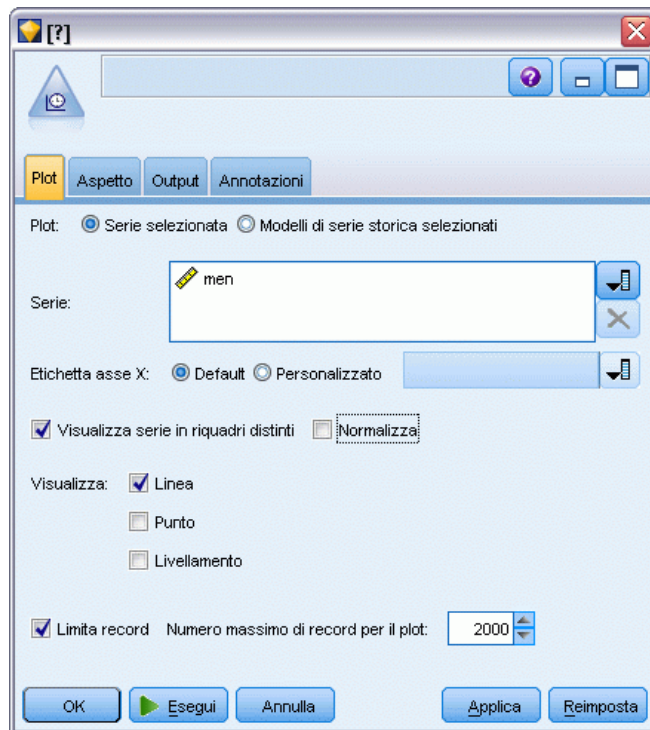 [?]
Plot Aspetto Output Annotazioni
Plot: Serie selezionata Modelli di serie storica selezionati
Serie: men
Etichetta asse X: Default Personalizzato
Visualizza serie in riquadri distinti Normalizza
Visualizza: Linea
Punto
Livellamento
Limita record Numero massimo di record per il plot: 2000
OK Esegui Annulla Applica Reimposta